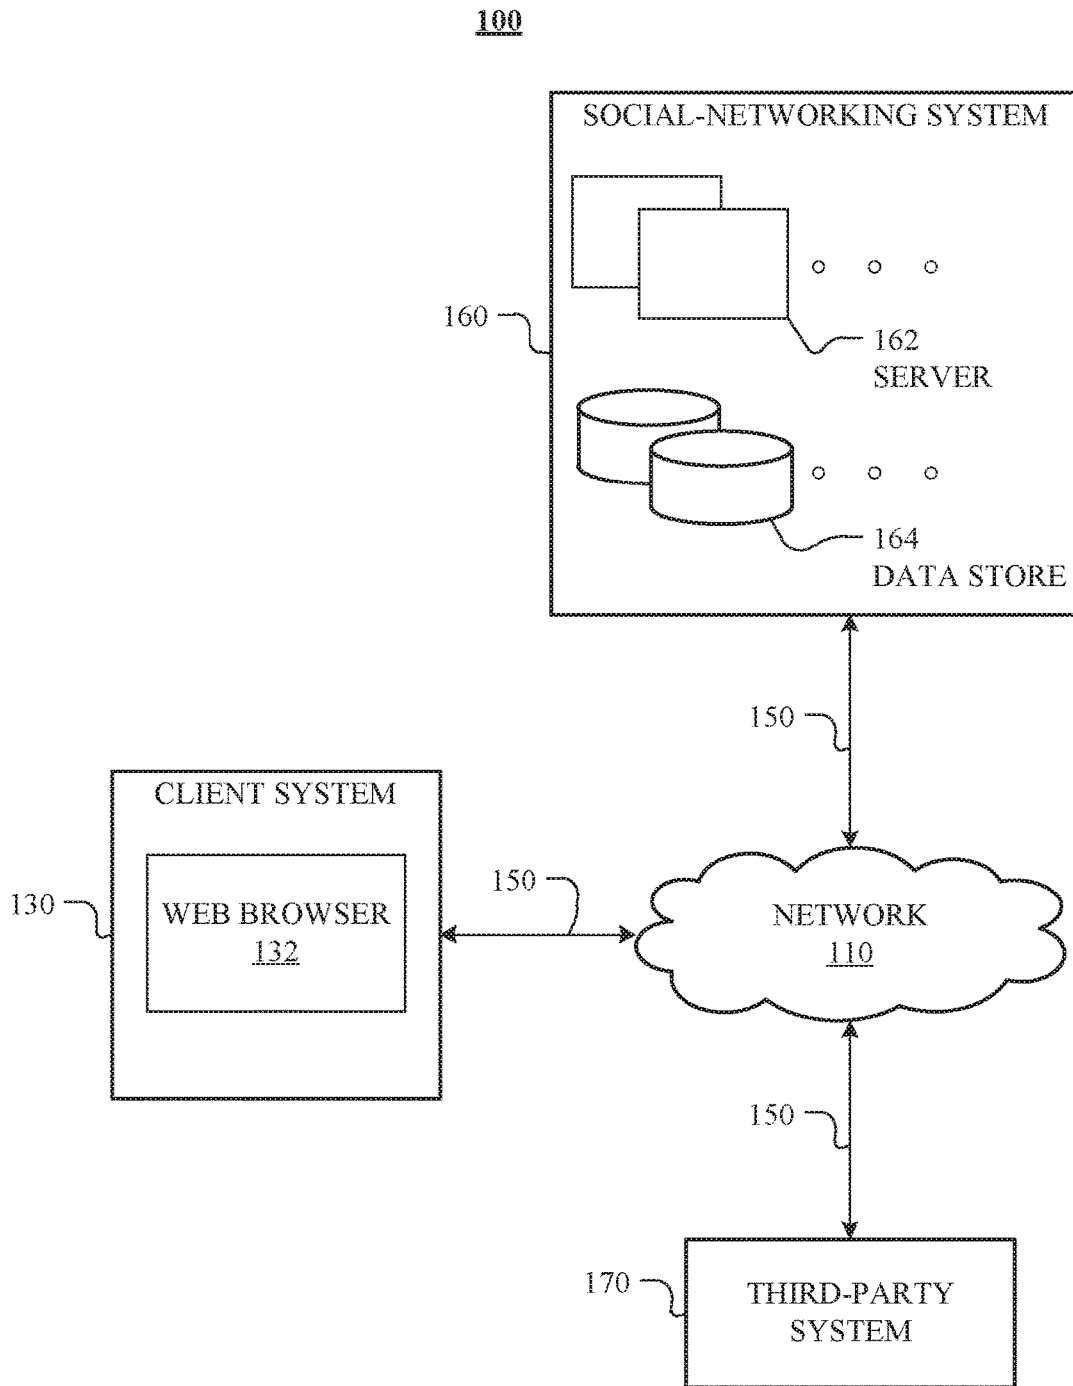 100
SOCIAL-NETWORKING SYSTEM
160
162
SERVER
164
DATA STORE
150
CLIENT SYSTEM
130
WEB BROWSER
132
150
NETWORK
110
150
170
THIRD-PARTY
SYSTEM